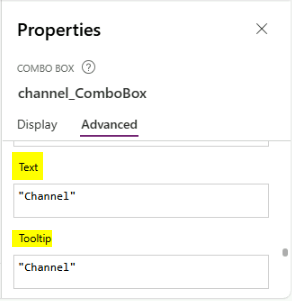 Properties
COMBO BOX
channel_ComboBox
Display Advanced
Text
"Channel"
Tooltip
"Channel"